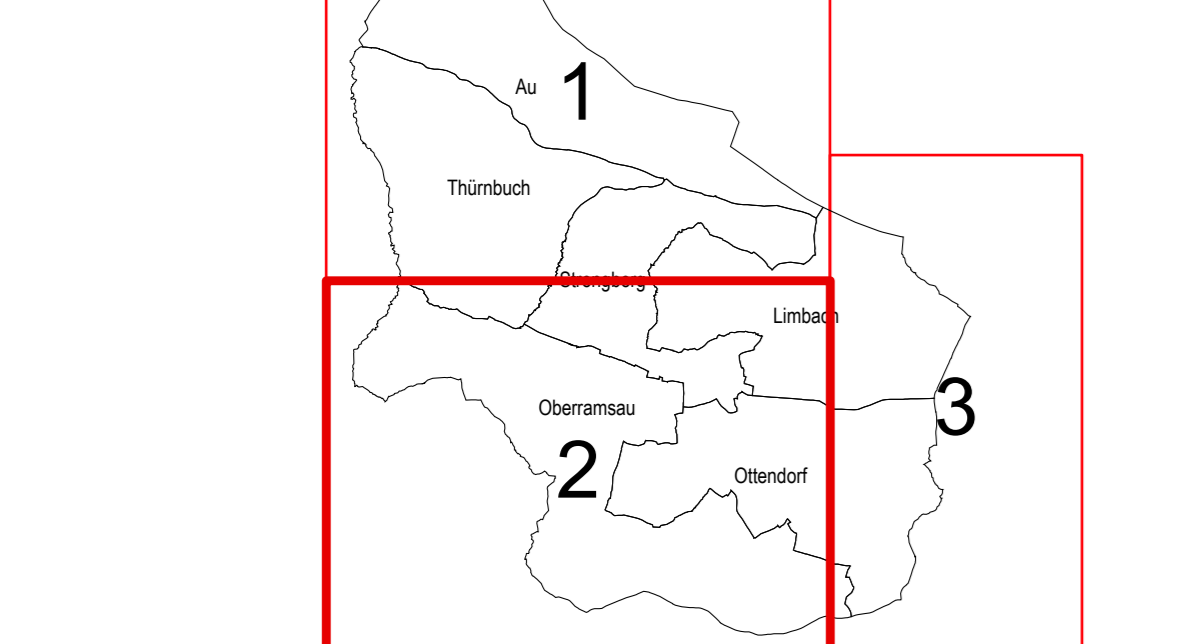 Au
1
Thürnbuch
Strengberg
Limbach
3
Oberramsau
2
Ottendorf